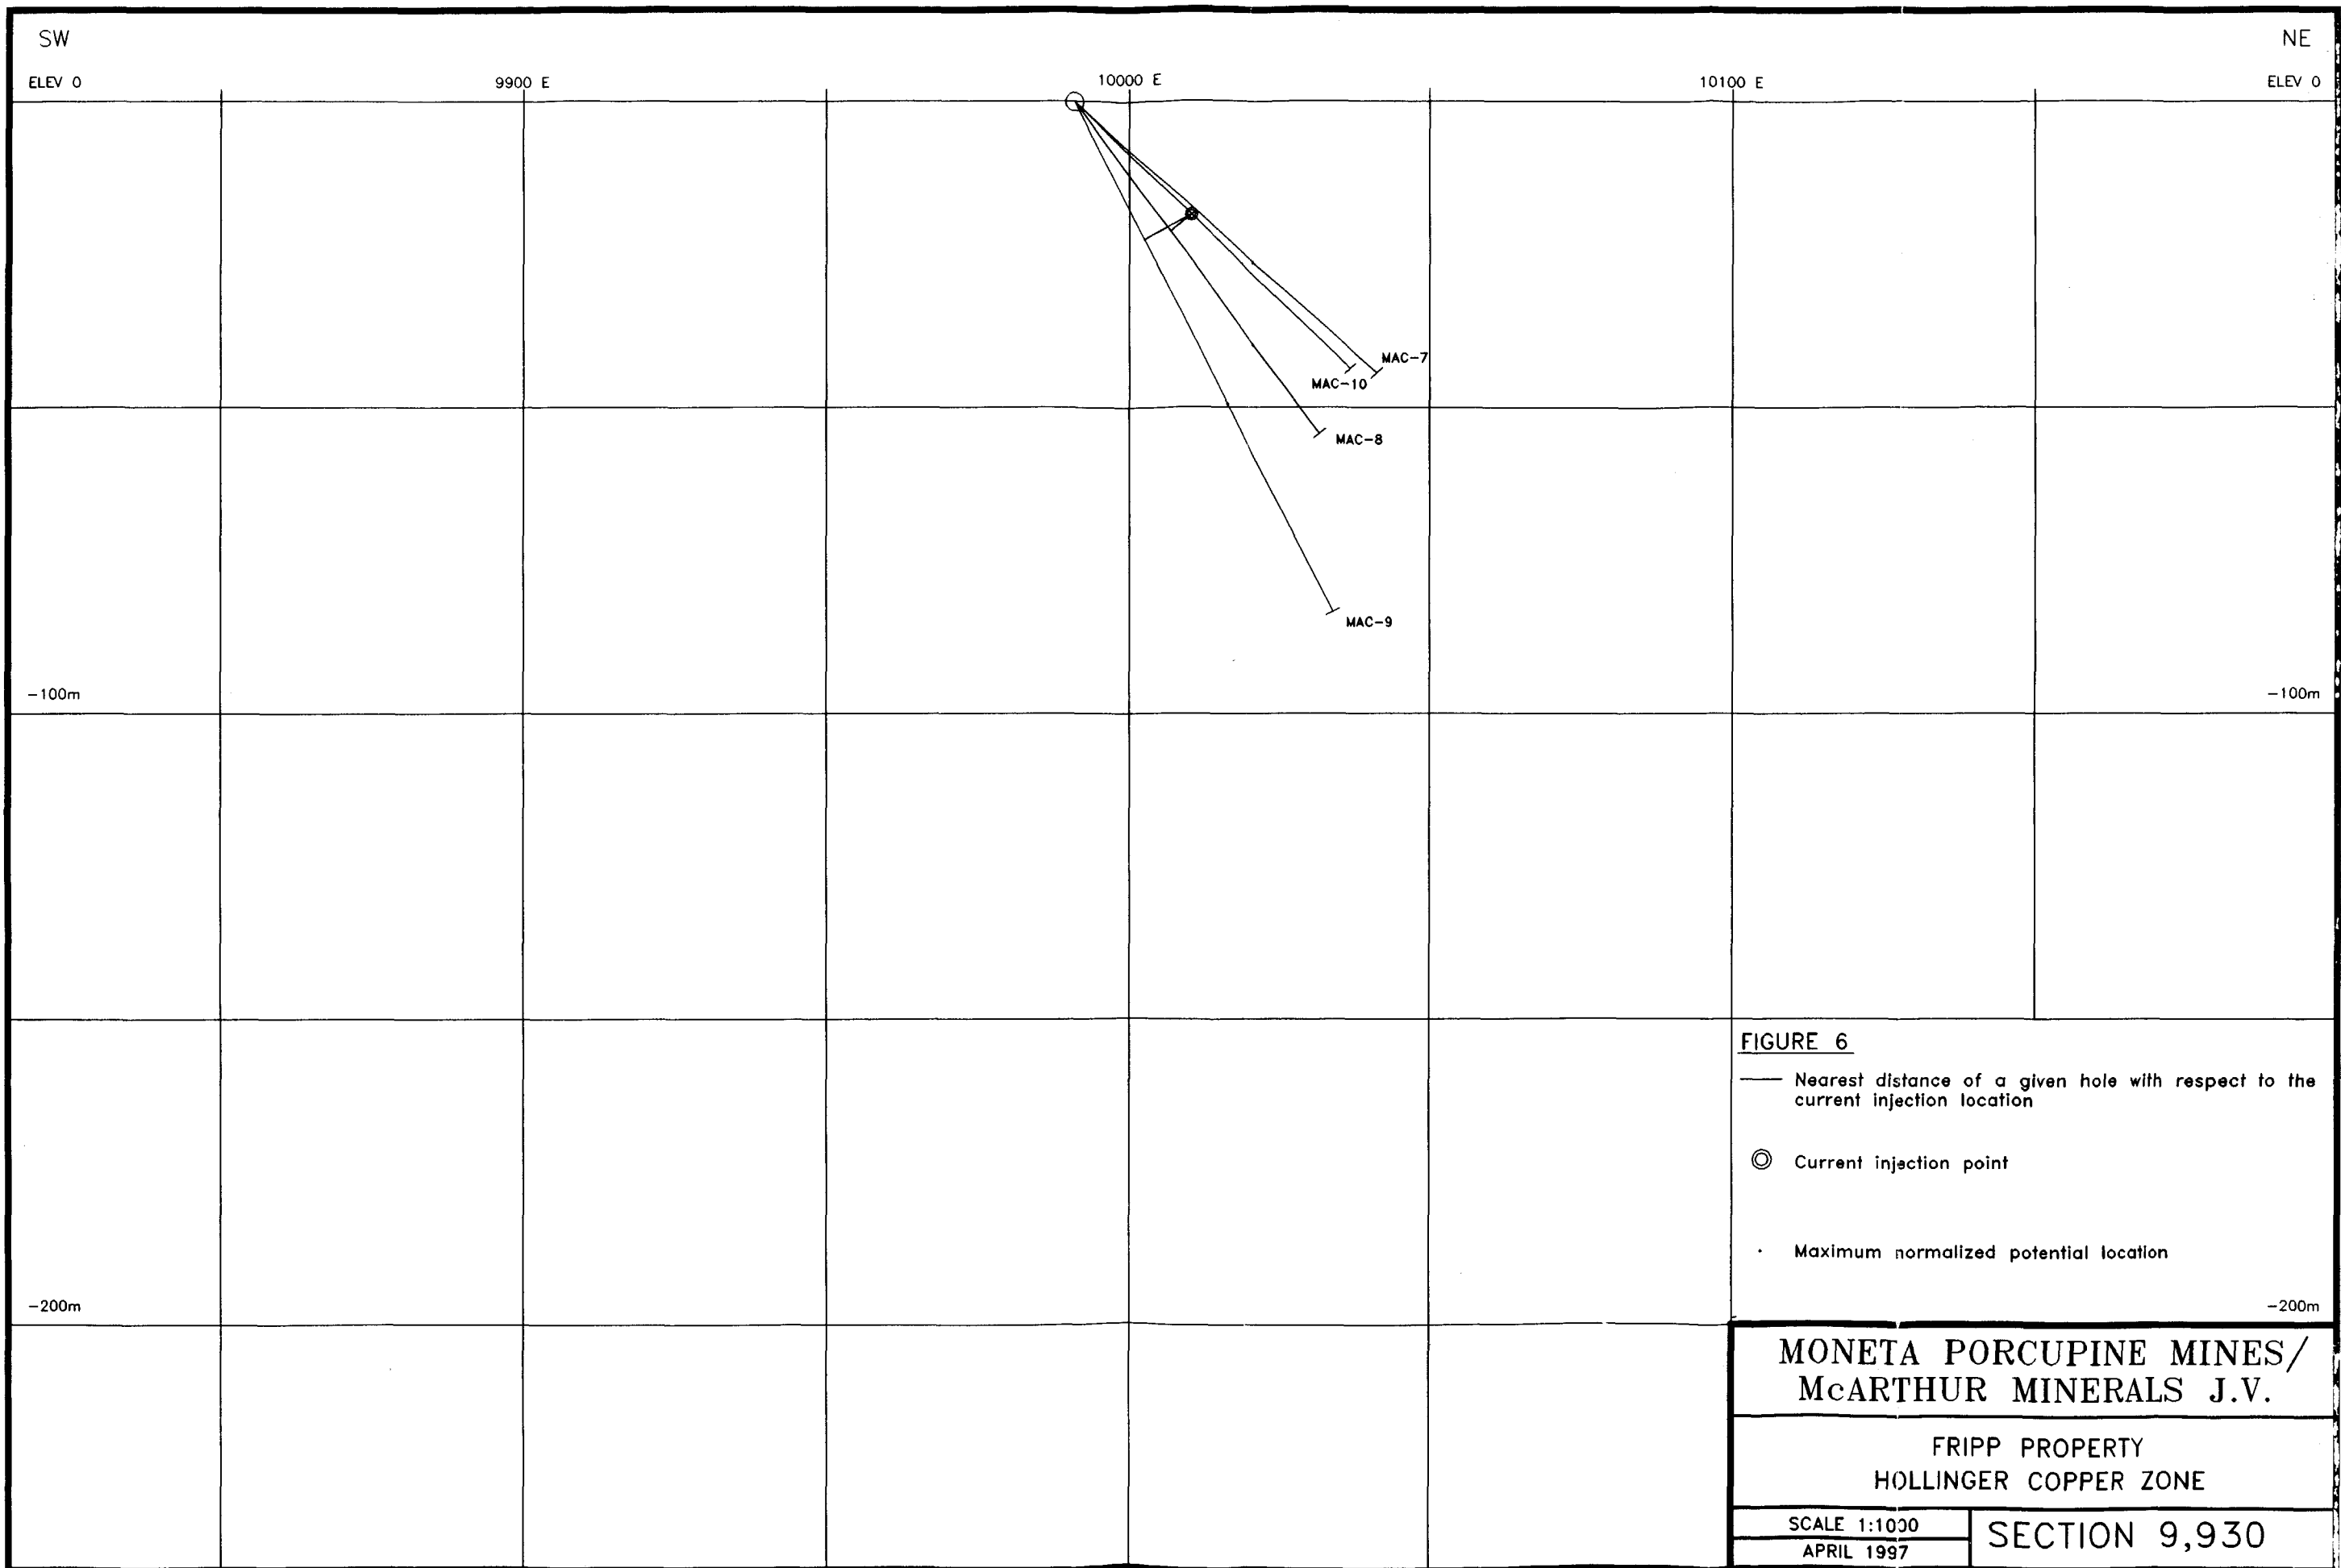 SW
NE
ELEV 0
9900 E
10000 E
10100 E
ELEV 0
MAC-7
MAC-10
MAC-8
MAC-9
-100m
-100m
FIGURE 6
Nearest distance of a given hole with respect to the
current injection location
Current injection point
Maximum normalized potential location
-200m
-200m
MONETA PORCUPINE MINES/
McARTHUR MINERALS J.V.
FRIPP PROPERTY
HOLLINGER COPPER ZONE
SCALE 1:1000
SECTION 9,930
APRIL 1997